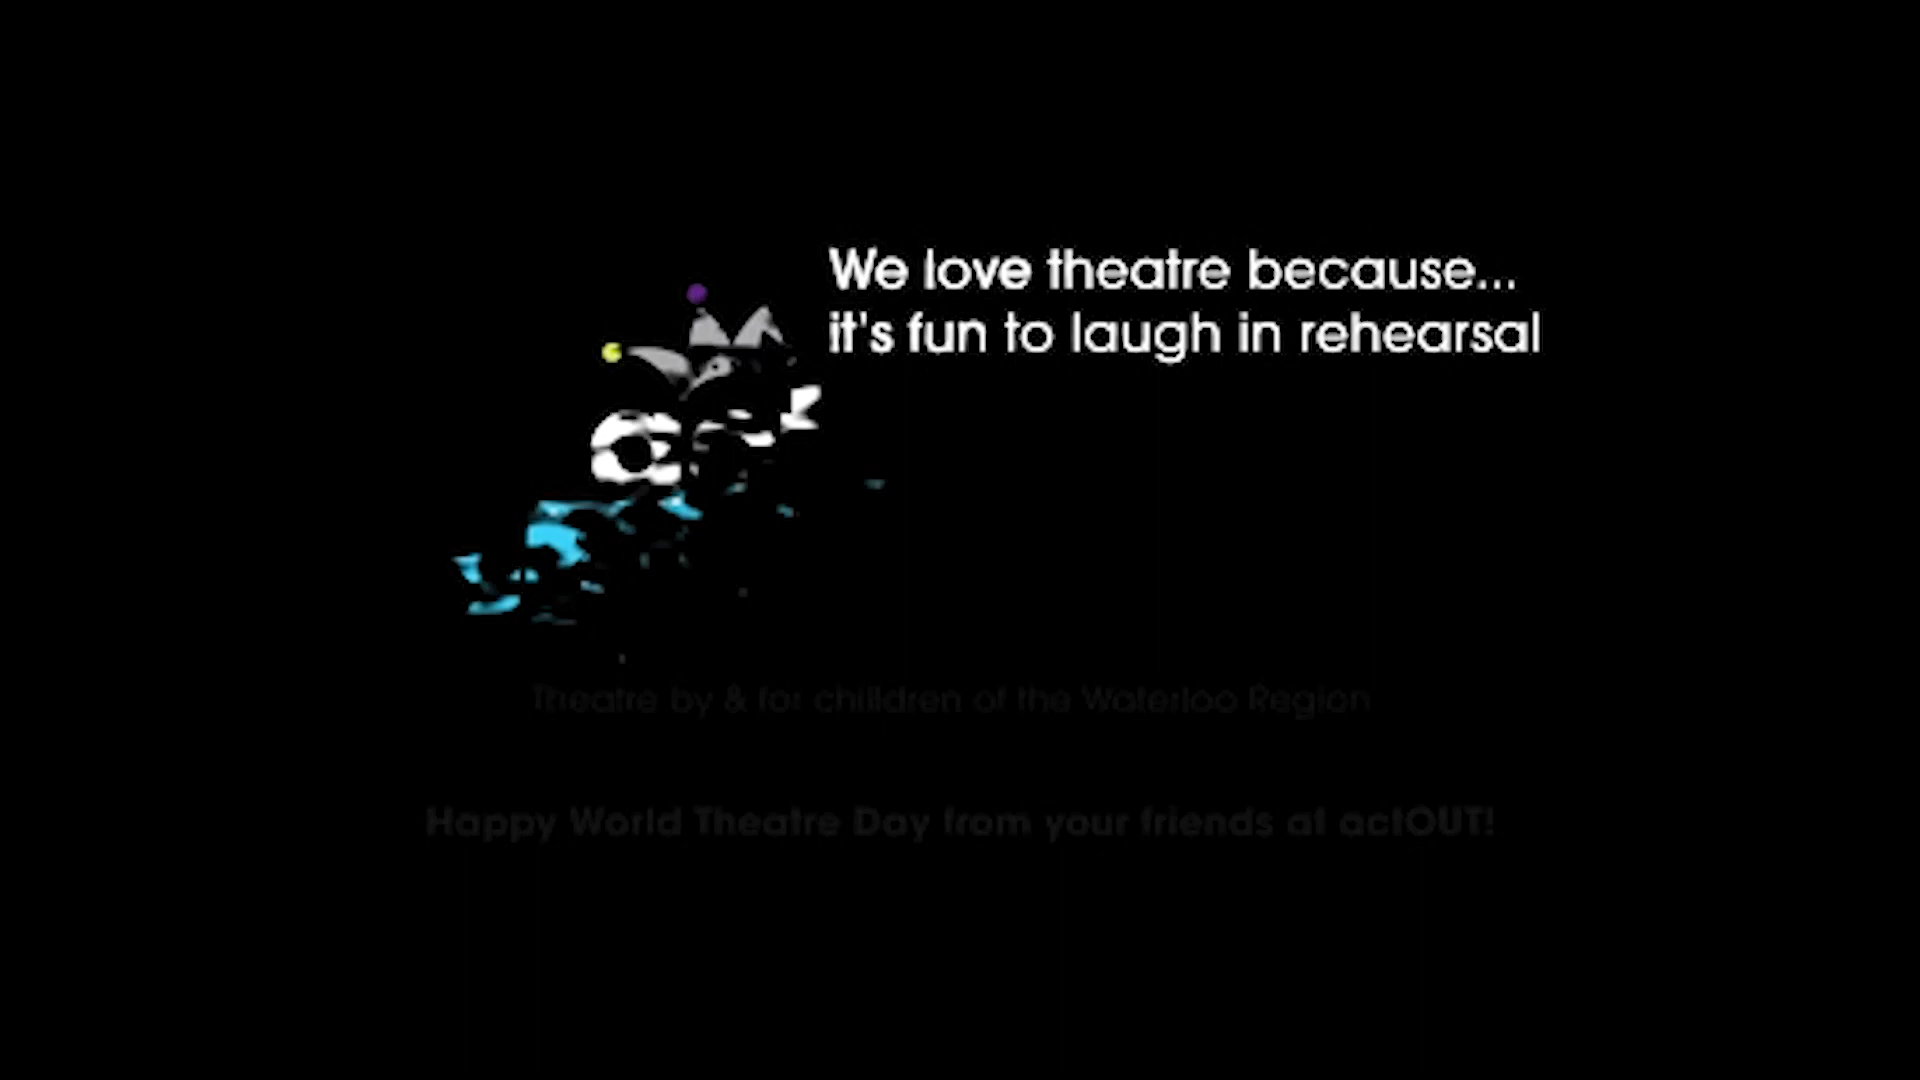 We love theatre because...
it's fun to laugh in rehearsal
Theatre by & for children of the Waterloo Region
Happy World Theatre Day from your friends at actOUT!